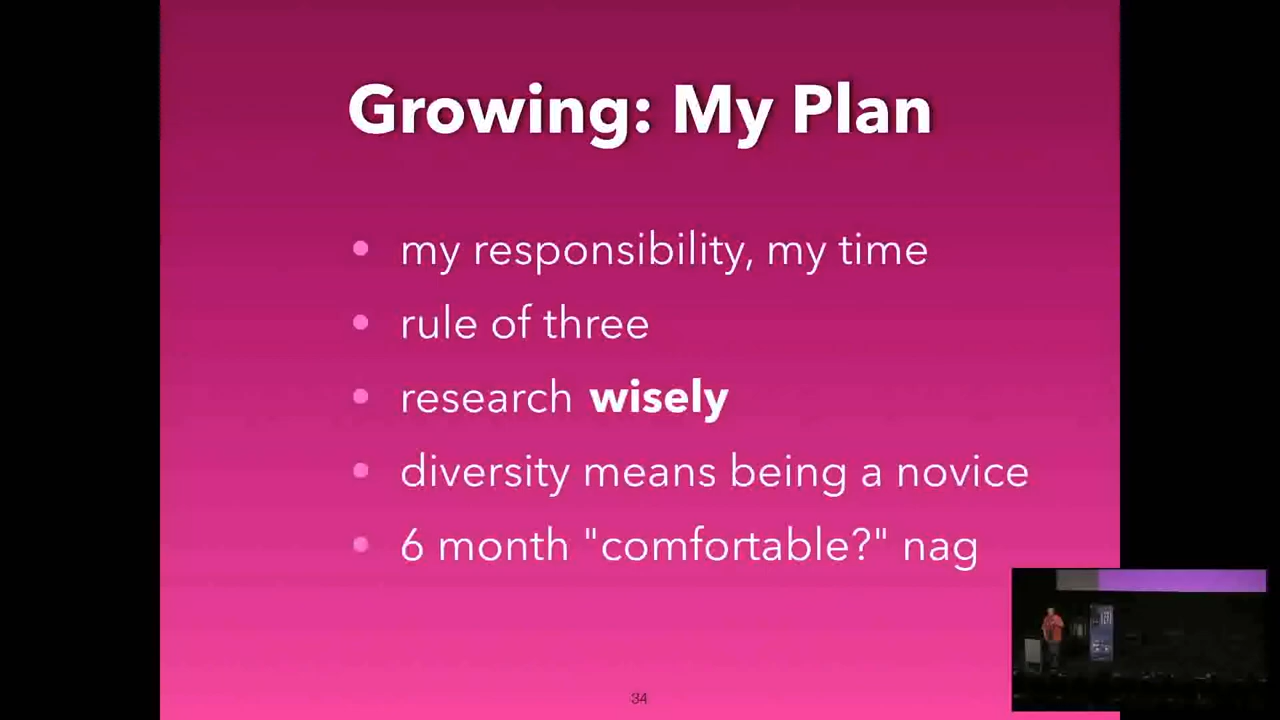 Growing: My Plan
my responsibility, my time
rule of three
research wisely
diversity means being a novice
6 month "comfortable?" nag
34